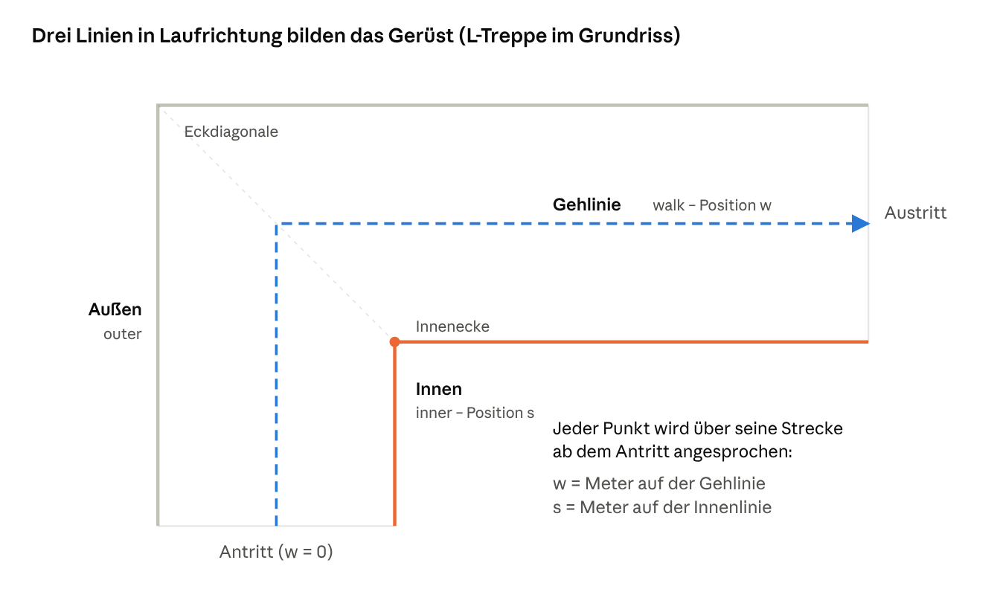 Drei Linien in Laufrichtung bilden das Gerüst (L-Treppe im Grundriss)
Eckdiagonale
Gehlinie
walk – Position w
Austritt
Außen
outer
Innenecke
Innen
inner – Position s
Jeder Punkt wird über seine Strecke
ab dem Antritt angesprochen:
w = Meter auf der Gehlinie
s = Meter auf der Innenlinie
Antritt (w = 0)